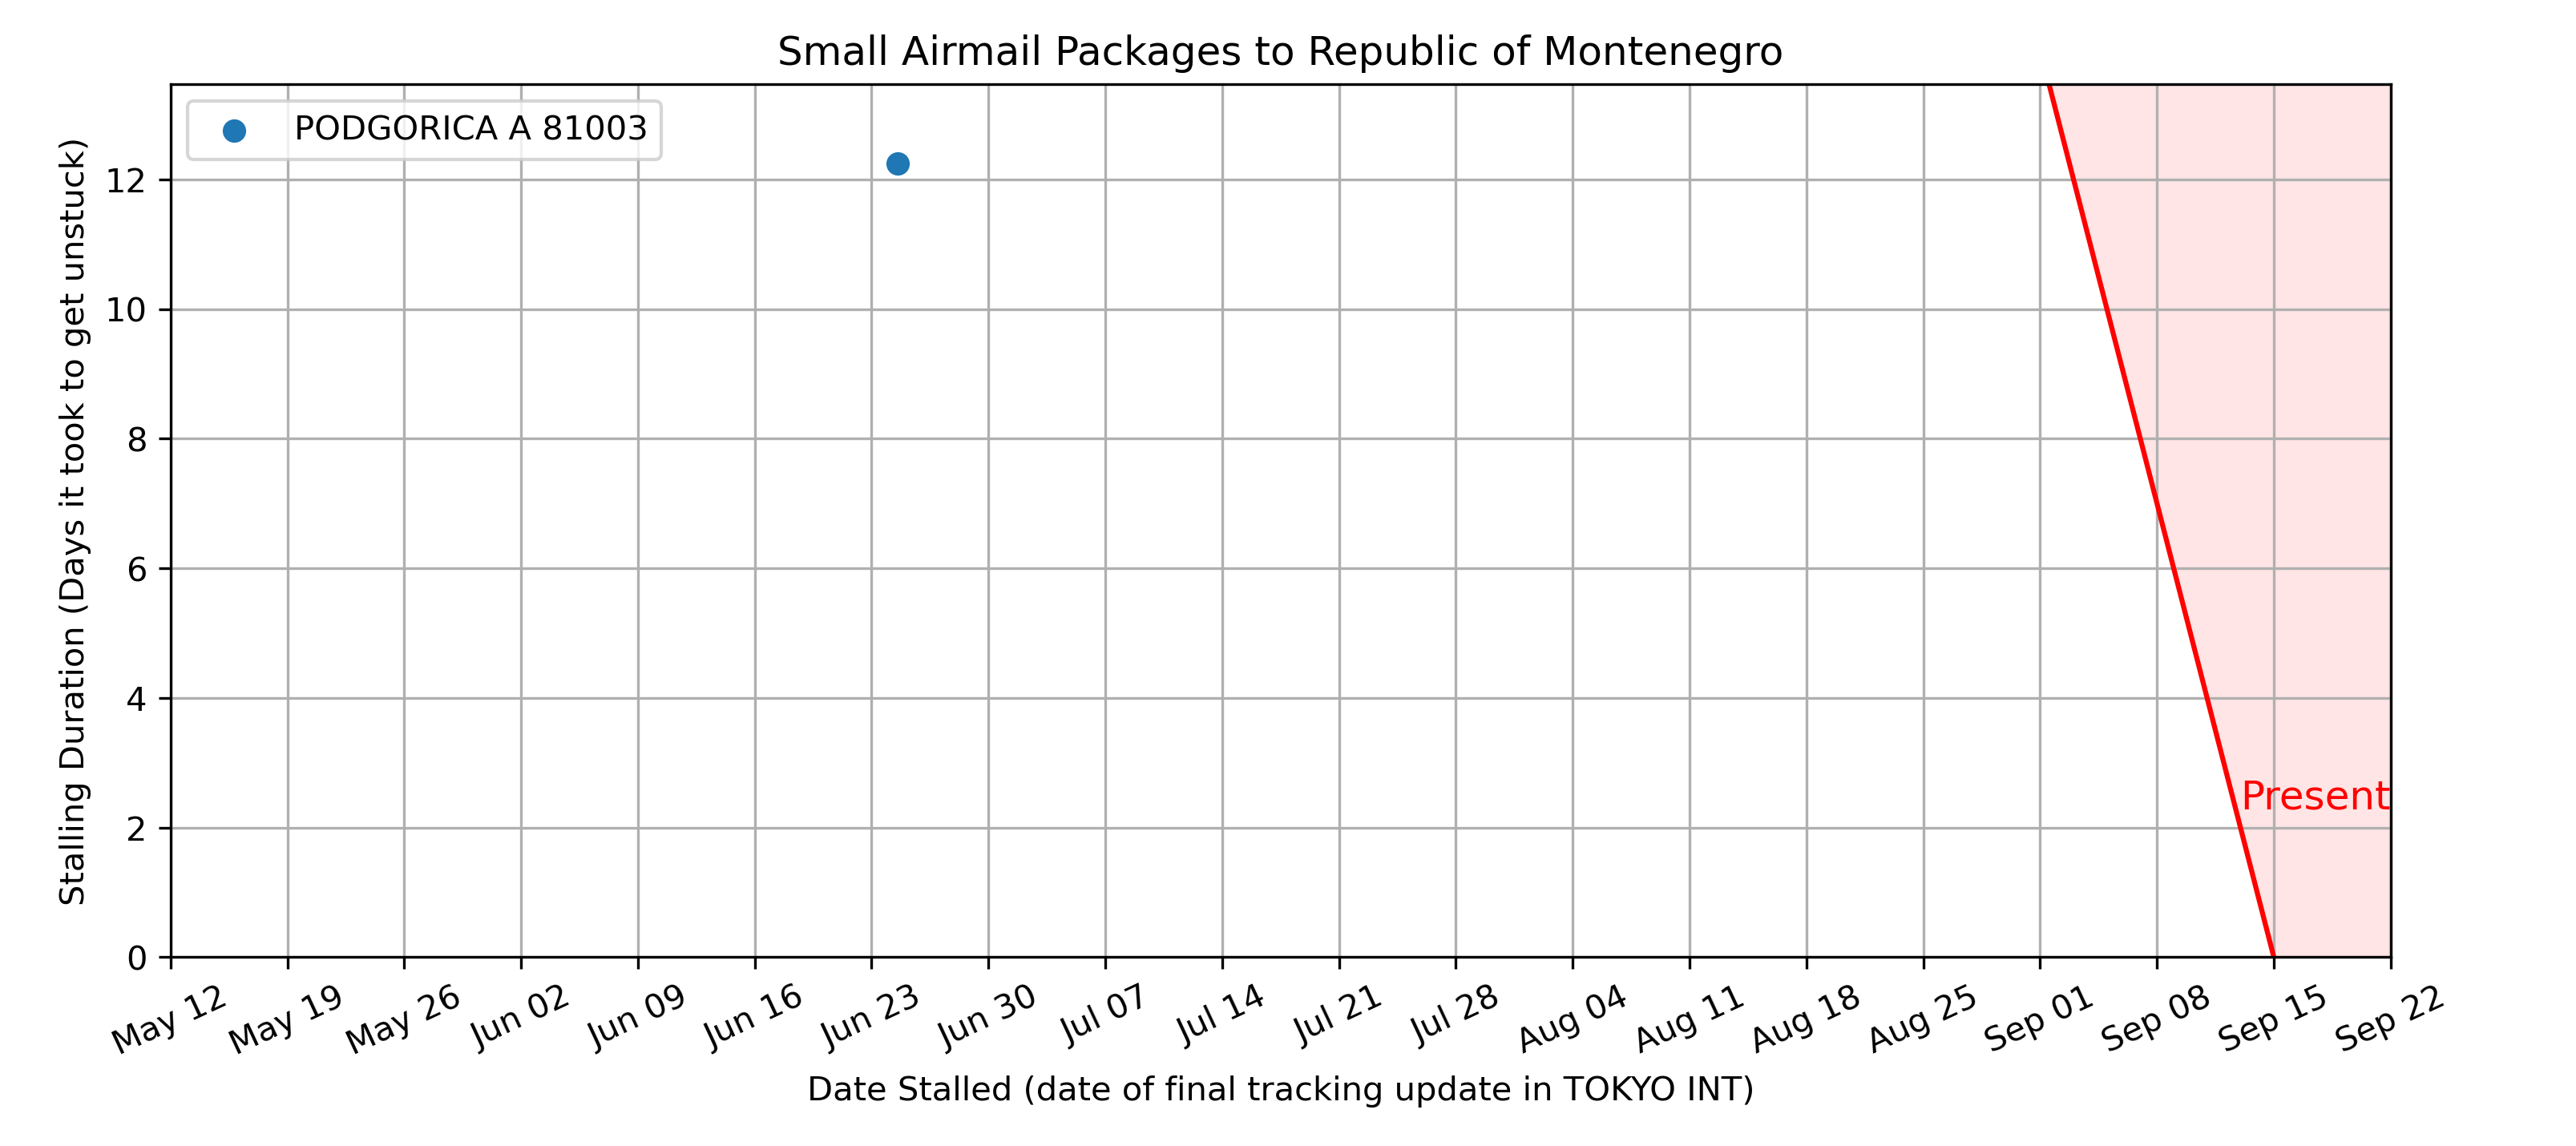 Small Airmail Packages to Republic of Montenegro
PODGORICA A 81003
Stalling Duration (Days it took to get unstuck)
12
10
8
6
4
2
0
Present
May 12
May 19
May 26
Jun 02
Jun 09
Jun 16
Jun 23
Jun 30
Jul 07
Jul 14
Jul 21
Jul 28
Aug 04
Aug 11
Aug 18
Aug 25
Sep 01
Sep 08
Sep 15
Sep 22
Date Stalled (date of final tracking update in TOKYO INT)